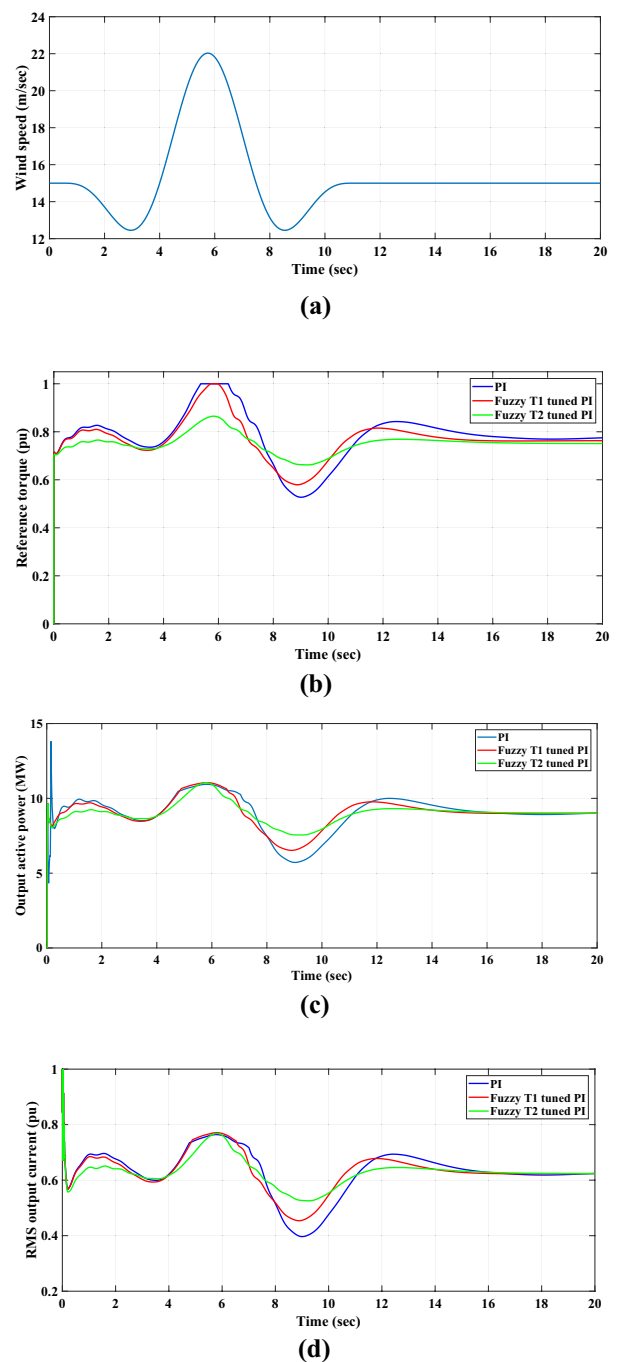 24
22
20
18
16
14
12
Wind speed (m/sec)
0 2 4 6 8 10 12 14 16 18 20
Time (sec)
(a)
1
0.8
0.6
0.4
0.2
0
Reference torque (pu)
PI
Fuzzy T1 tuned PI
Fuzzy T2 tuned PI
0 2 4 6 8 10 12 14 16 18 20
Time (sec)
(b)
15
10
5
0
Output active power (MW)
PI
Fuzzy T1 tuned PI
Fuzzy T2 tuned PI
0 2 4 6 8 10 12 14 16 18 20
Time (sec)
(c)
1
0.8
0.6
0.4
0.2
RMS output current (pu)
PI
Fuzzy T1 tuned PI
Fuzzy T2 tuned PI
0 2 4 6 8 10 12 14 16 18 20
Time (sec)
(d)